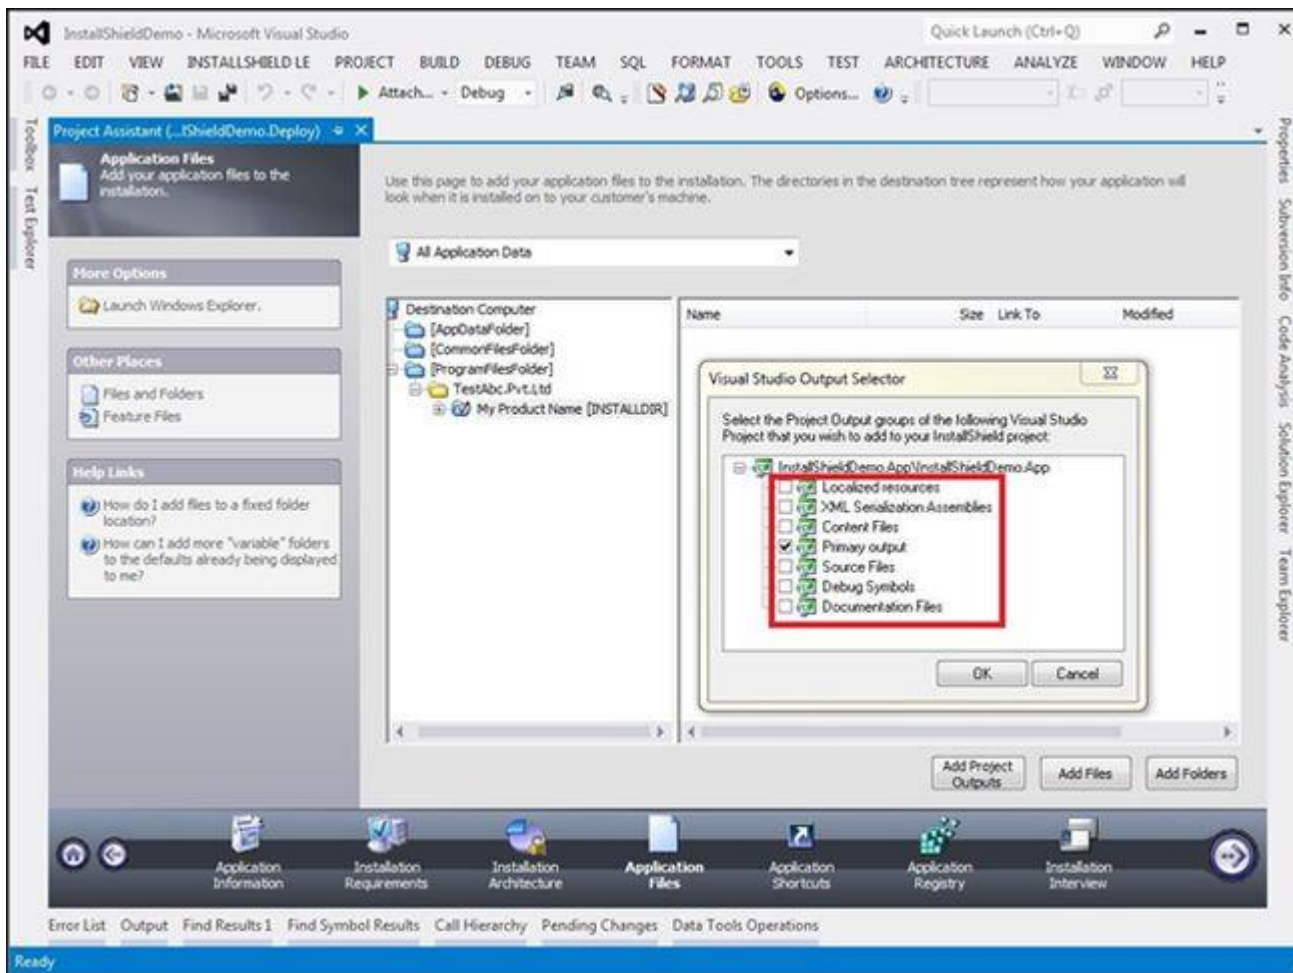 InstallShieldDemo - Microsoft Visual Studio
Quick Launch (Ctrl+Q)
FILE EDIT VIEW INSTALLSHIELD LE PROJECT BUILD DEBUG TEAM SQL FORMAT TOOLS TEST ARCHITECTURE ANALYZE WINDOW HELP
Attach... Debug Options...
Toolbox
Test Explorer
Project Assistant (...lShieldDemo.Deploy)
Application Files
Add your application files to the
installation.
More Options
Launch Windows Explorer.
Other Places
Files and Folders
Feature Files
Help Links
How do I add files to a fixed folder
location?
How can I add more "variable" folders
to the defaults already being displayed
to me?
Use this page to add your application files to the installation. The directories in the destination tree represent how your application will
look when it is installed on to your customer's machine.
All Application Data
Destination Computer
[AppDataFolder]
[CommonFilesFolder]
[ProgramFilesFolder]
TestAbc.Pvt.Ltd
My Product Name [INSTALLDIR]
Name Size Link To Modified
Visual Studio Output Selector
Select the Project Output groups of the following Visual Studio
Project that you wish to add to your InstallShield project:
InstallShieldDemo.App\InstallShieldDemo.App
Localized resources
XML Serialization Assemblies
Content Files
Primary output
Source Files
Debug Symbols
Documentation Files
OK Cancel
Add Project
Outputs
Add Files
Add Folders
Application
Information
Installation
Requirements
Installation
Architecture
Application
Files
Application
Shortcuts
Application
Registry
Installation
Interview
Properties
Subversion Info
Code Analysis
Solution Explorer
Team Explorer
Error List Output Find Results 1 Find Symbol Results Call Hierarchy Pending Changes Data Tools Operations
Ready